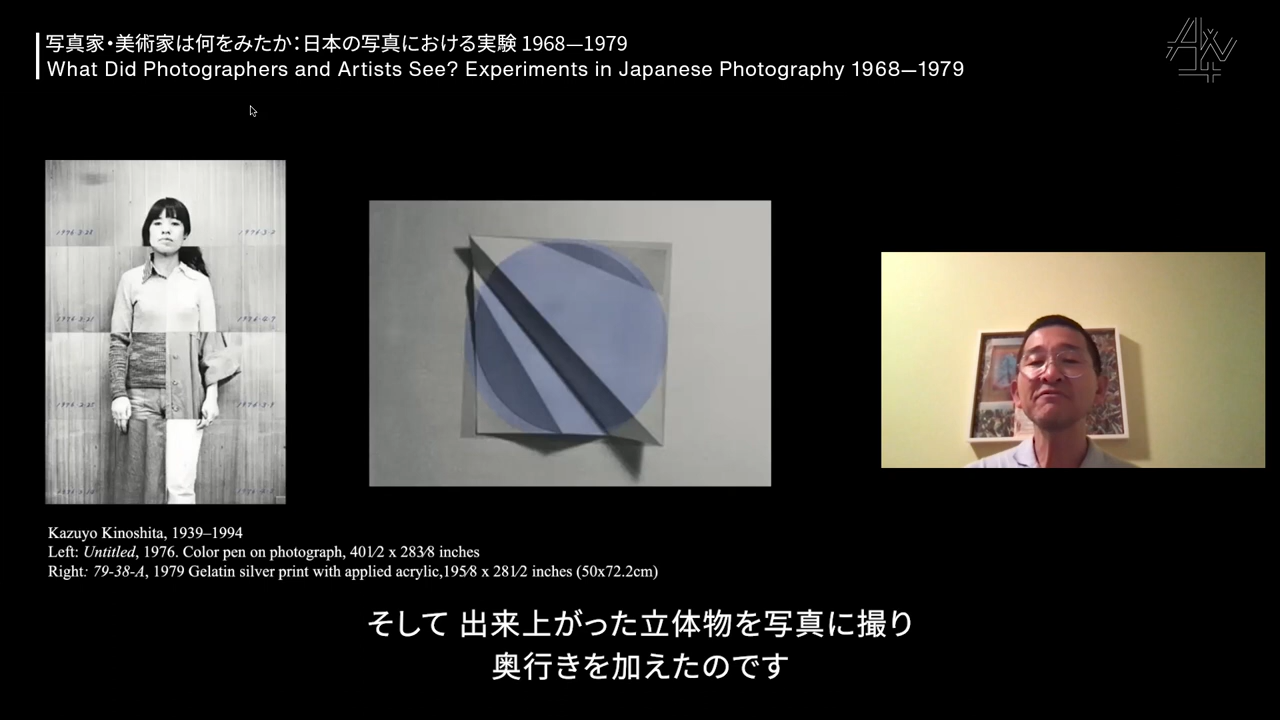 写真家・美術家は何をみたか：日本の写真における実験 1968—1979
What Did Photographers and Artists See? Experiments in Japanese Photography 1968—1979
Kazuyo Kinoshita, 1939–1994
Left: Untitled, 1976. Color pen on photograph, 401⁄2 x 283⁄8 inches
Right: 79-38-A, 1979 Gelatin silver print with applied acrylic,195⁄8 x 281⁄2 inches (50x72.2cm)
そして 出来上がった立体物を写真に撮り
奥行きを加えたのです